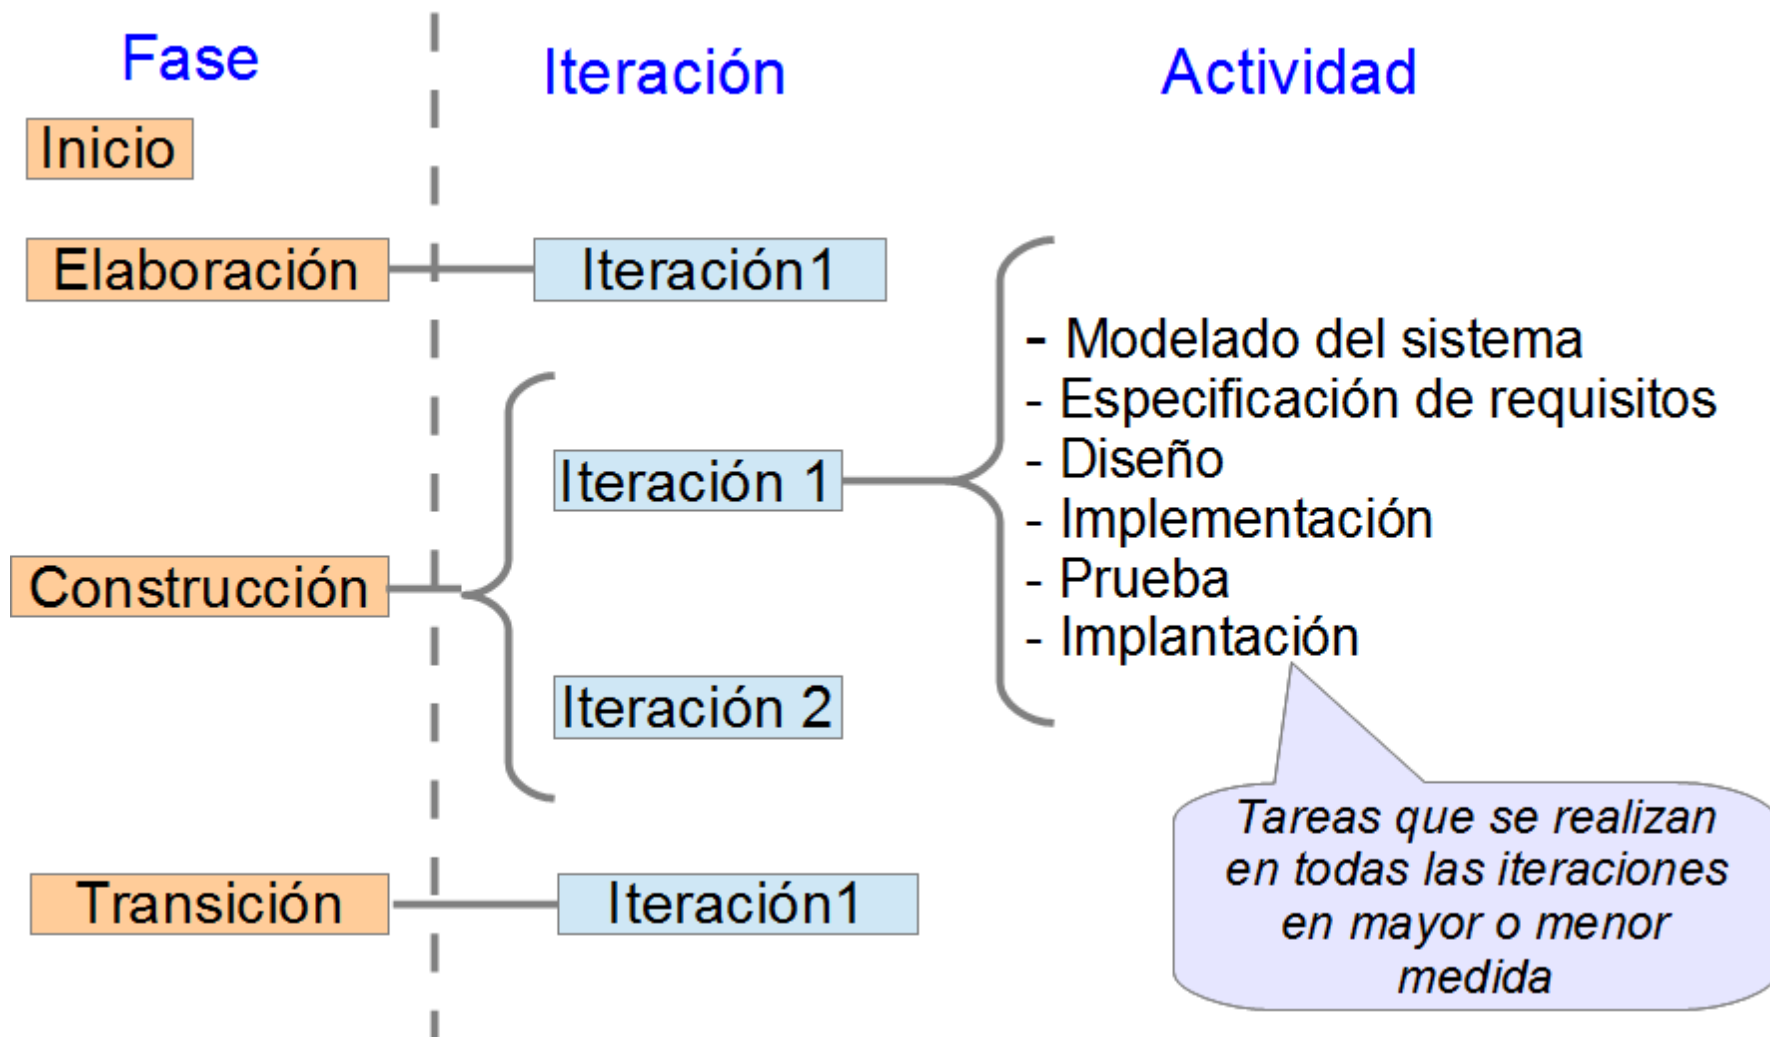 Fase
Iteración
Actividad
Inicio
Elaboración
Iteración1
- Modelado del sistema
- Especificación de requisitos
- Diseño
- Implementación
- Prueba
- Implantación
Iteración 1
Construcción
Iteración 2
Transición
Iteración1
Tareas que se realizan
en todas las iteraciones
en mayor o menor
medida